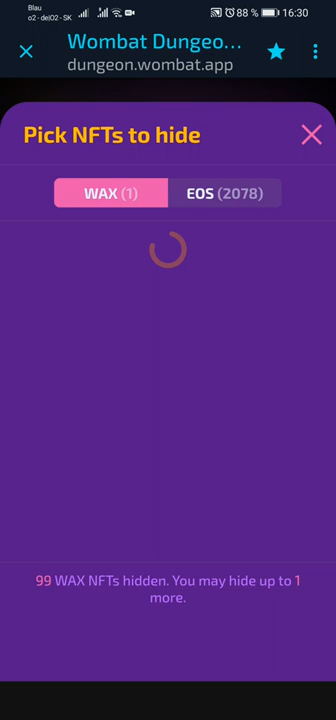 Blau
o2 - de|O2 - SK
88 %
16:30
Wombat Dungeo...
dungeon.wombat.app
Pick NFTs to hide
WAX (1)
EOS (2078)
99 WAX NFTs hidden. You may hide up to 1
more.